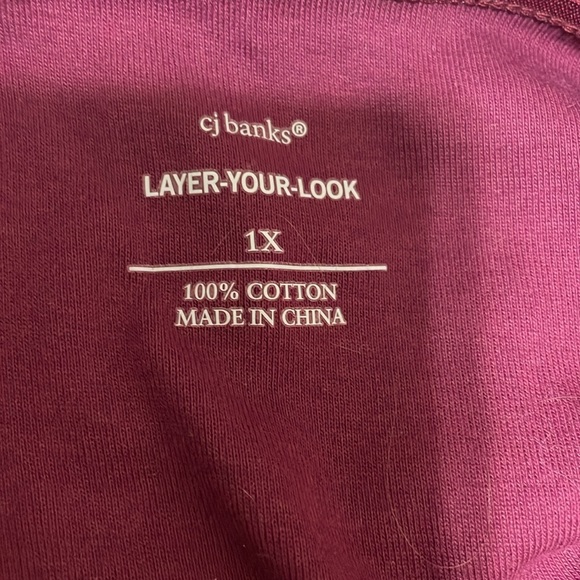 cj banks®
LAYER-YOUR-LOOK
1X
100% COTTON
MADE IN CHINA